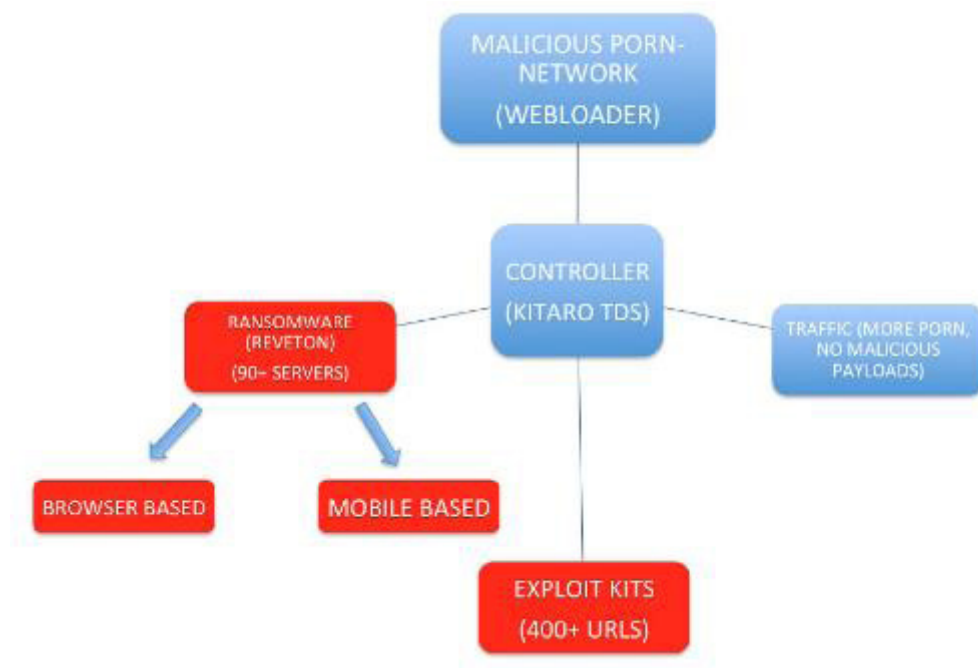 MALICIOUS PORN-
NETWORK
(WEBLOADER)
CONTROLLER
(KITARO TDS)
RANSOMWARE
(REVETON)
(90+ SERVERS)
TRAFFIC (MORE PORN,
NO MALICIOUS
PAYLOADS)
BROWSER BASED
MOBILE BASED
EXPLOIT KITS
(400+ URLS)